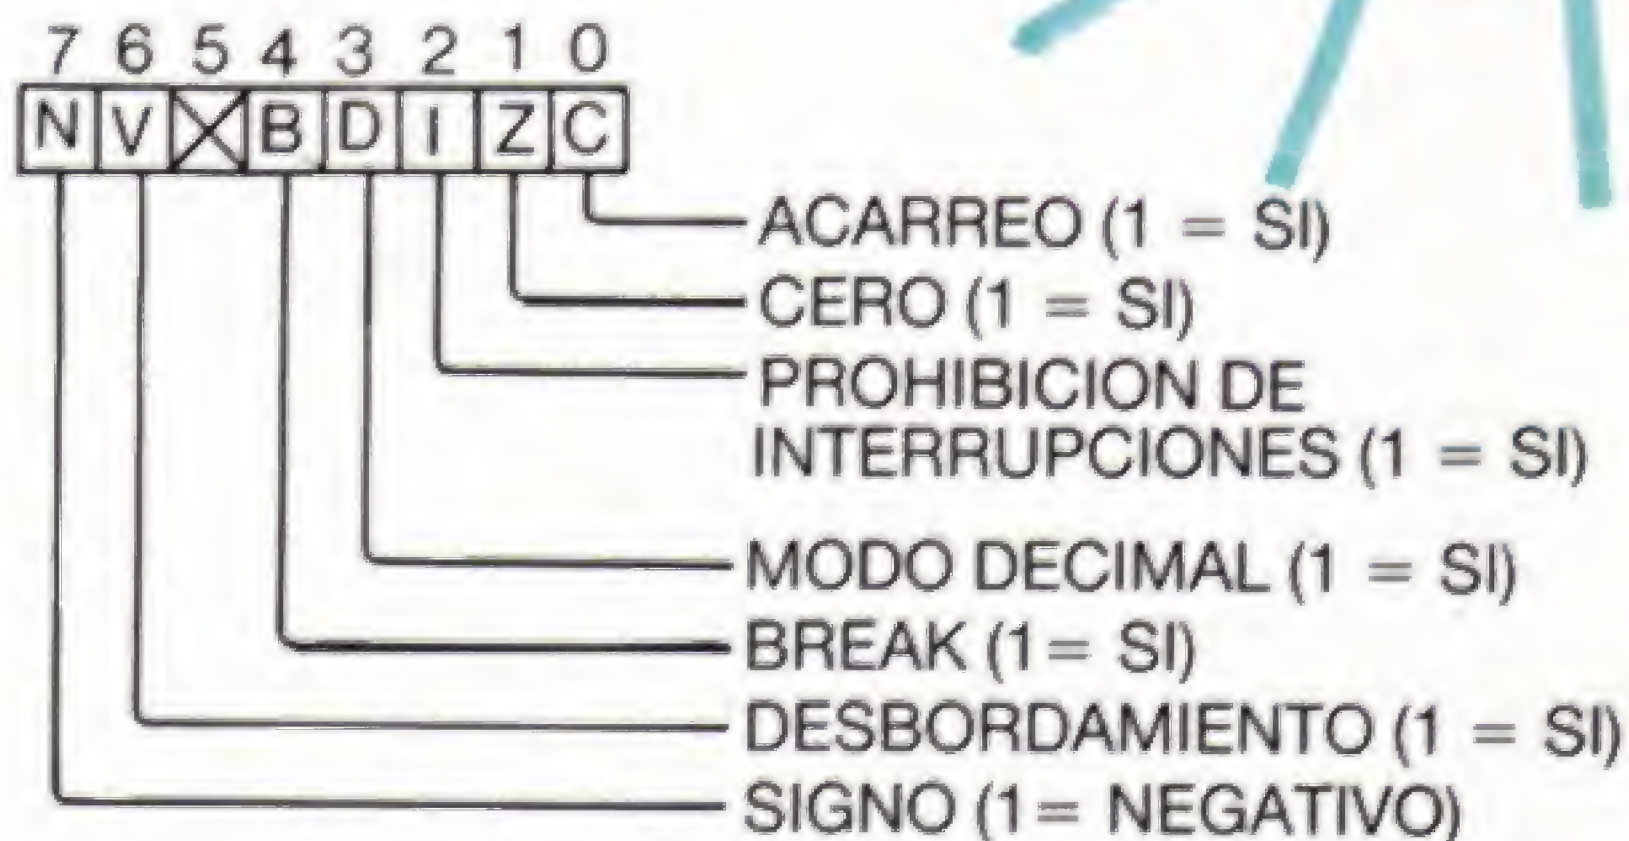 7 6 5 4 3 2 1 0
N V B D I Z C
ACARREO (1 = SI)
CERO (1 = SI)
PROHIBICION DE
INTERRUPCIONES (1 = SI)
MODO DECIMAL (1 = SI)
BREAK (1 = SI)
DESBORDAMIENTO (1 = SI)
SIGNO (1 = NEGATIVO)